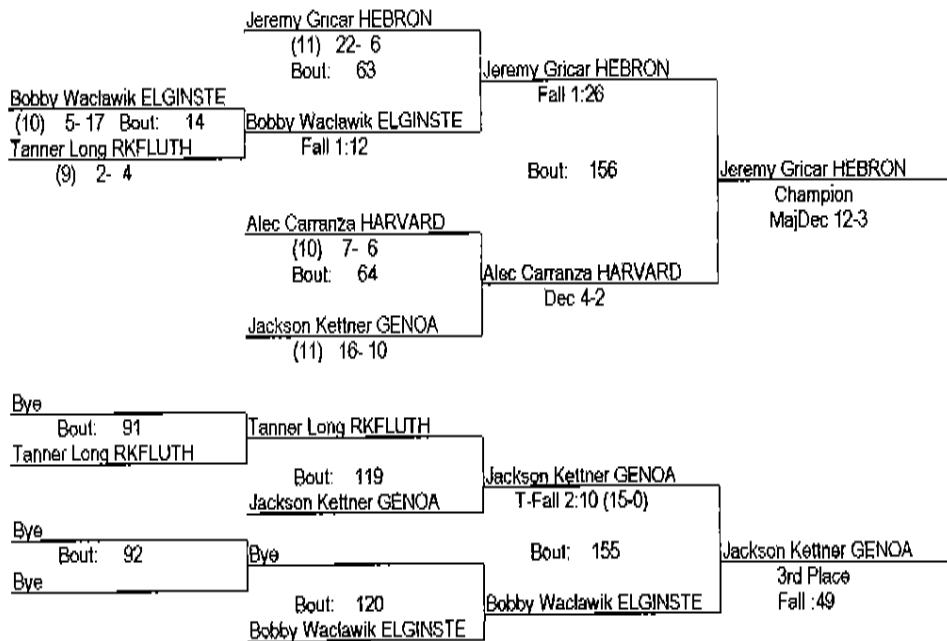 Jeremy Gricar HEBRON
(11) 22- 6
Bout: 63
Jeremy Gricar HEBRON
Fall 1:26
Bobby Waclawik ELGINSTE
(10) 5- 17 Bout: 14
Bobby Waclawik ELGINSTE
Fall 1:12
Tanner Long RKFLUTH
(9) 2- 4
Bout: 156
Jeremy Gricar HEBRON
Champion
MajDec 12-3
Alec Carranza HARVARD
(10) 7- 6
Bout: 64
Alec Carranza HARVARD
Dec 4-2
Jackson Kettner GENOA
(11) 16- 10
Bye
Bout: 91
Tanner Long RKFLUTH
Tanner Long RKFLUTH
Bout: 119
Jackson Kettner GENOA
T-Fall 2:10 (15-0)
Jackson Kettner GENOA
Bye
Bout: 92
Bye
Bye
Bout: 155
Jackson Kettner GENOA
3rd Place
Fall :49
Bout: 120
Bobby Waclawik ELGINSTE
Bobby Waclawik ELGINSTE